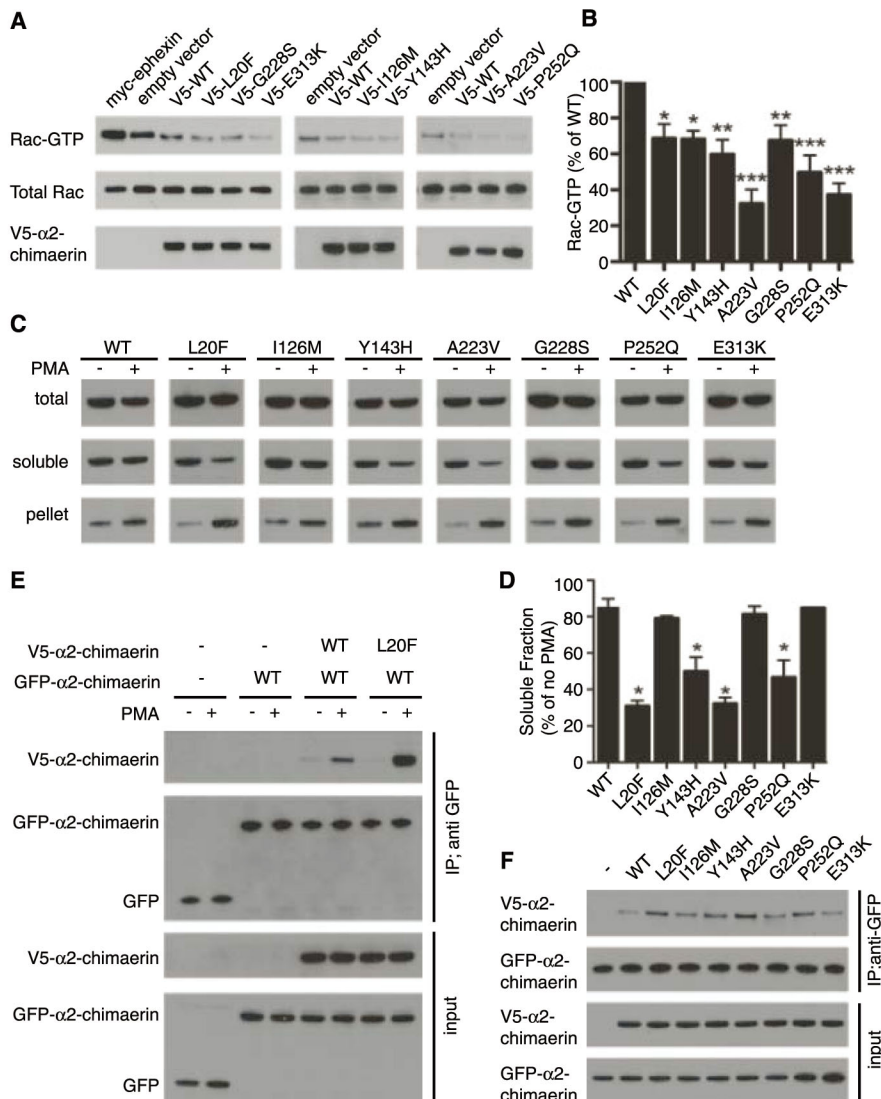 A
myc-ephexin
empty vector
V5-WT
V5-L20F
V5-G228S
V5-E313K
empty vector
V5-WT
V5-I126M
V5-Y143H
empty vector
V5-WT
V5-A223V
V5-P252Q
Rac-GTP
Total Rac
V5-α2-
chimaerin
B
Rac-GTP (% of WT)
100
80
60
40
20
0
* * ** *** ** *** ***
WT L20F I126M Y143H A223V G228S P252Q E313K
C
WT L20F I126M Y143H A223V G228S P252Q E313K
PMA - + - + - + - + - + - + - + - +
total
soluble
pellet
E
V5-α2-chimaerin - - WT L20F
GFP-α2-chimaerin - WT WT WT
PMA - + - + - + - +
V5-α2-chimaerin
GFP-α2-chimaerin
GFP
IP; anti GFP
V5-α2-chimaerin
GFP-α2-chimaerin
GFP
input
D
Soluble Fraction
(% of no PMA)
100
80
60
40
20
0
* * * *
WT L20F I126M Y143H A223V G228S P252Q E313K
F
- WT L20F I126M Y143H A223V G228S P252Q E313K
V5-α2-
chimaerin
GFP-α2-
chimaerin
IP:anti-GFP
V5-α2-
chimaerin
GFP-α2-
chimaerin
input